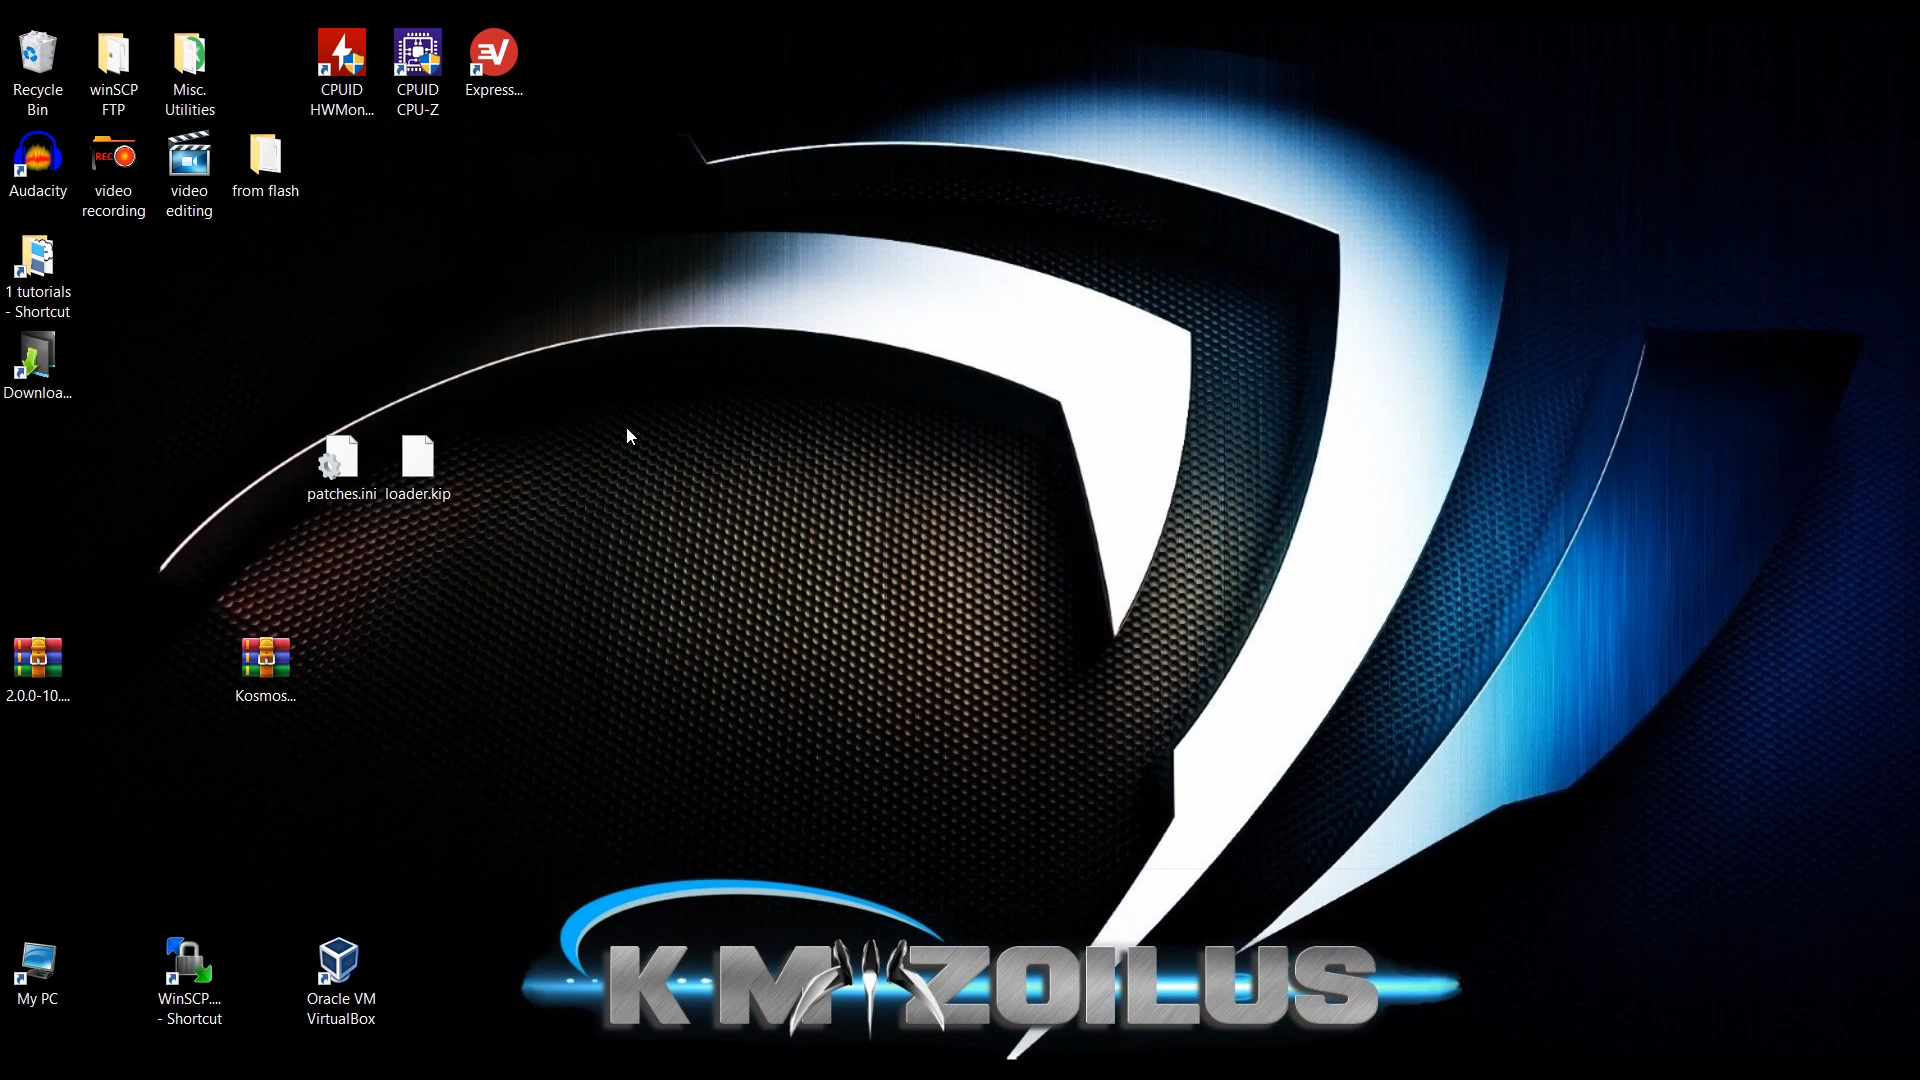 Recycle
Bin
winSCP
FTP
Misc.
Utilities
CPUID
HWMon...
CPUID
CPU-Z
Express...
Audacity
REC
video
recording
video
editing
from flash
1 tutorials
- Shortcut
Downloa...
patches.ini
loader.kip
2.0.0-10....
Kosmos...
My PC
WinSCP....
- Shortcut
Oracle VM
VirtualBox
KM ZOILUS